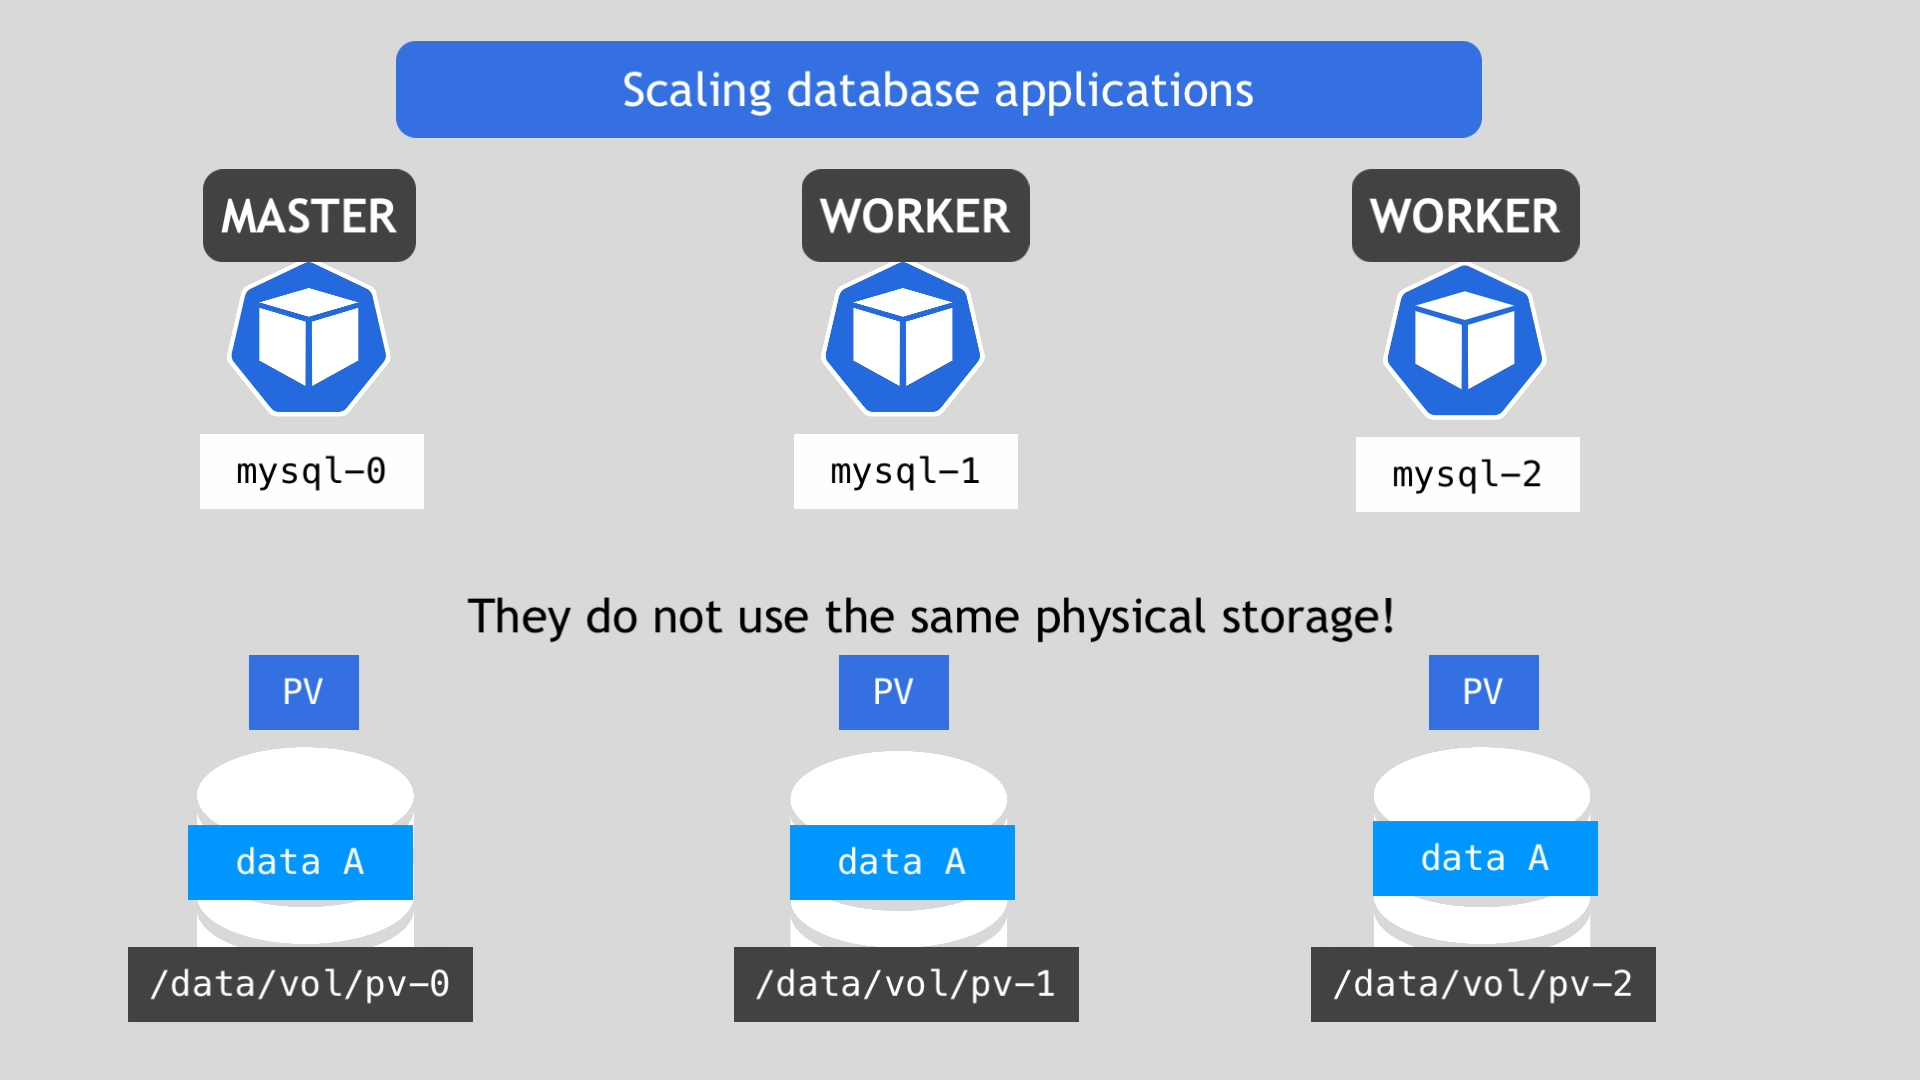 Scaling database applications
MASTER
WORKER
WORKER
mysql-0
mysql-1
mysql-2
They do not use the same physical storage!
PV
PV
PV
data A
data A
data A
/data/vol/pv-0
/data/vol/pv-1
/data/vol/pv-2